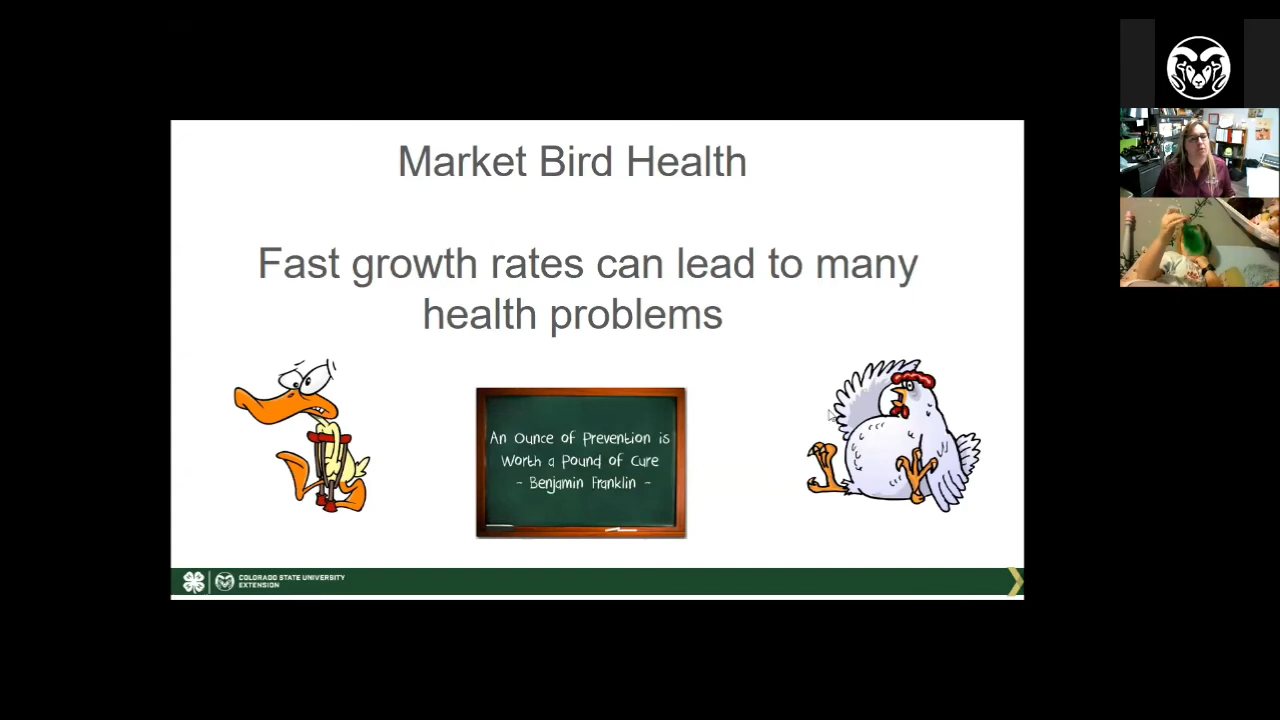 Market Bird Health
Fast growth rates can lead to many
health problems
An Ounce of Prevention is
Worth a Pound of Cure
- Benjamin Franklin -
COLORADO STATE UNIVERSITY
EXTENSION